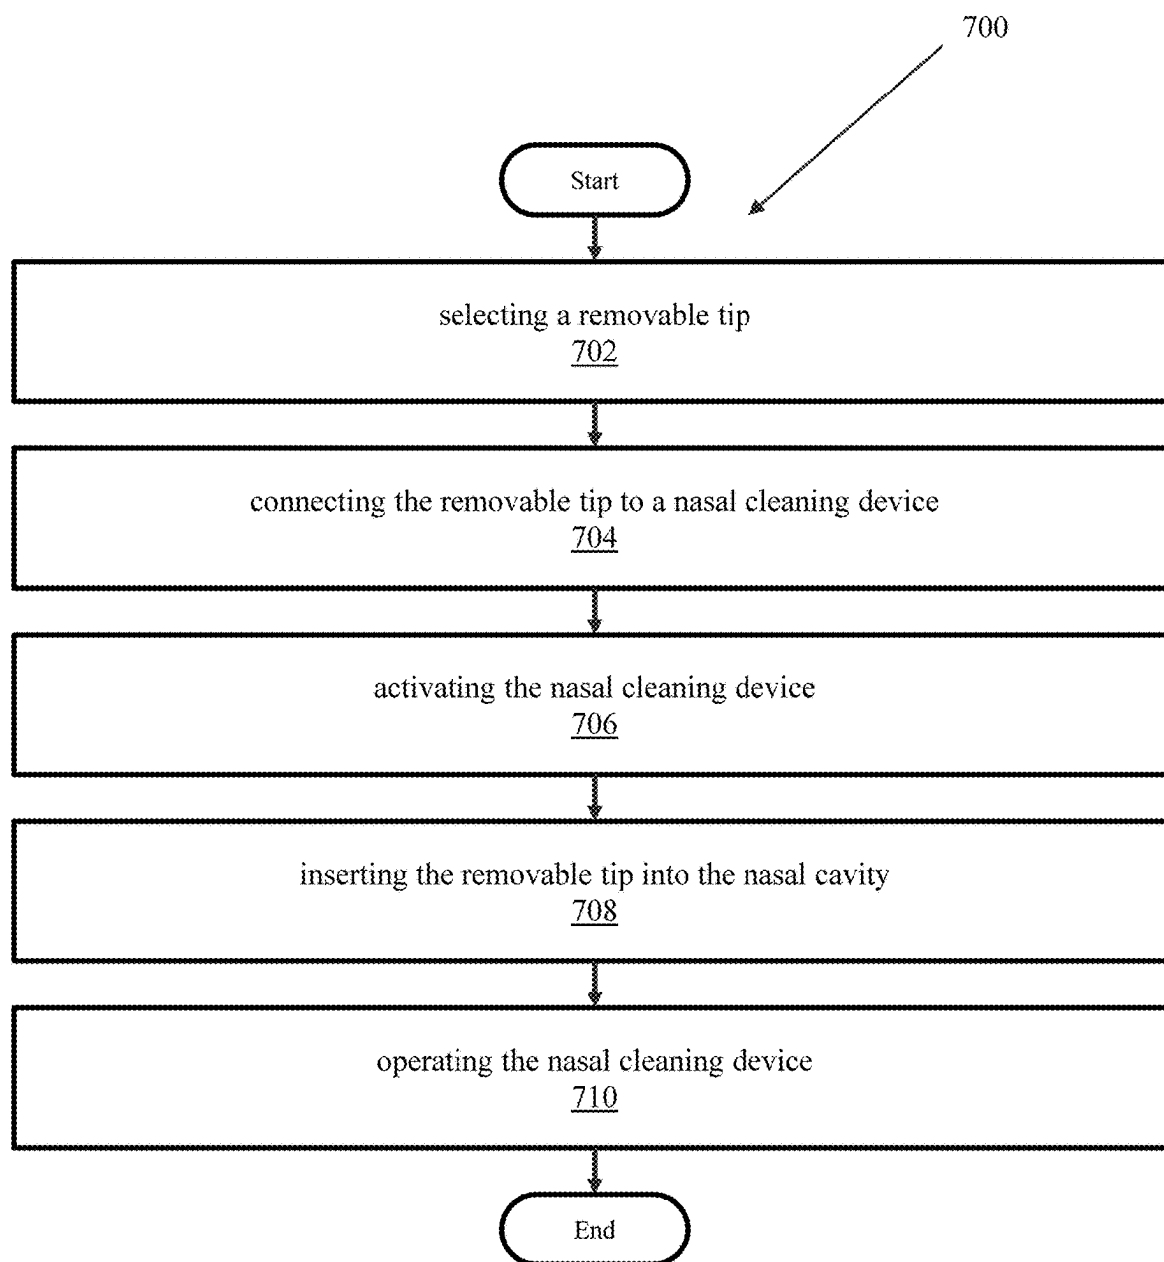 700
Start
selecting a removable tip
702
connecting the removable tip to a nasal cleaning device
704
activating the nasal cleaning device
706
inserting the removable tip into the nasal cavity
708
operating the nasal cleaning device
710
End